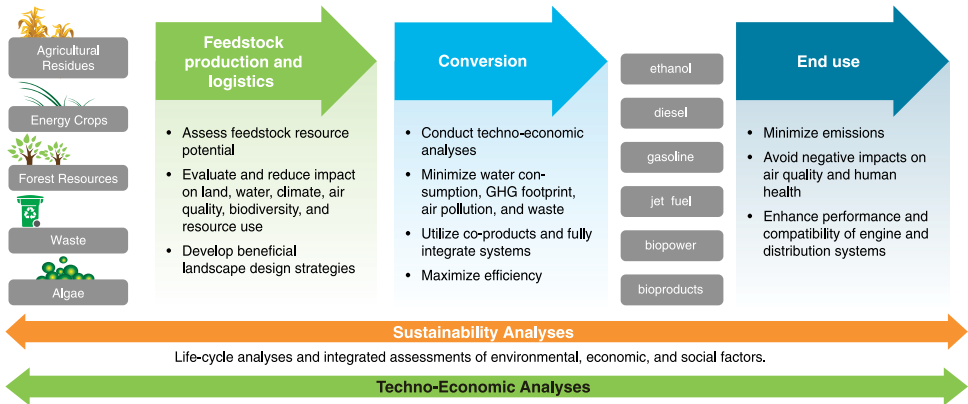 Agricultural
Residues
Energy Crops
Forest Resources
Waste
Algae
Feedstock
production and
logistics
• Assess feedstock resource
potential
• Evaluate and reduce impact
on land, water, climate, air
quality, biodiversity, and
resource use
• Develop beneficial
landscape design strategies
Conversion
• Conduct techno-economic
analyses
• Minimize water con-
sumption, GHG footprint,
air pollution, and waste
• Utilize co-products and fully
integrate systems
• Maximize efficiency
ethanol
diesel
gasoline
jet fuel
biopower
bioproducts
End use
• Minimize emissions
• Avoid negative impacts on
air quality and human
health
• Enhance performance and
compatibility of engine and
distribution systems
Sustainability Analyses
Life-cycle analyses and integrated assessments of environmental, economic, and social factors.
Techno-Economic Analyses